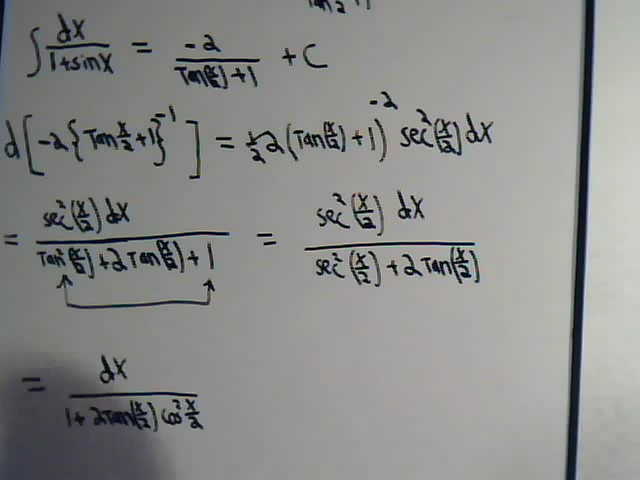 ∫ dx/(1+sinx) = -2/(Tan(x/2)+1) + C
d[-2{Tan x/2 +1}^-1] = 1/2 2(Tan(x/2)+1)^-2 sec²(x/2)dx
= sec²(x/2)dx/(Tan²(x/2)+2Tan(x/2)+1) = sec²(x/2) dx/(sec²(x/2)+2Tan(x/2))
= dx/(1+2Tan(x/2)cos² x/2)